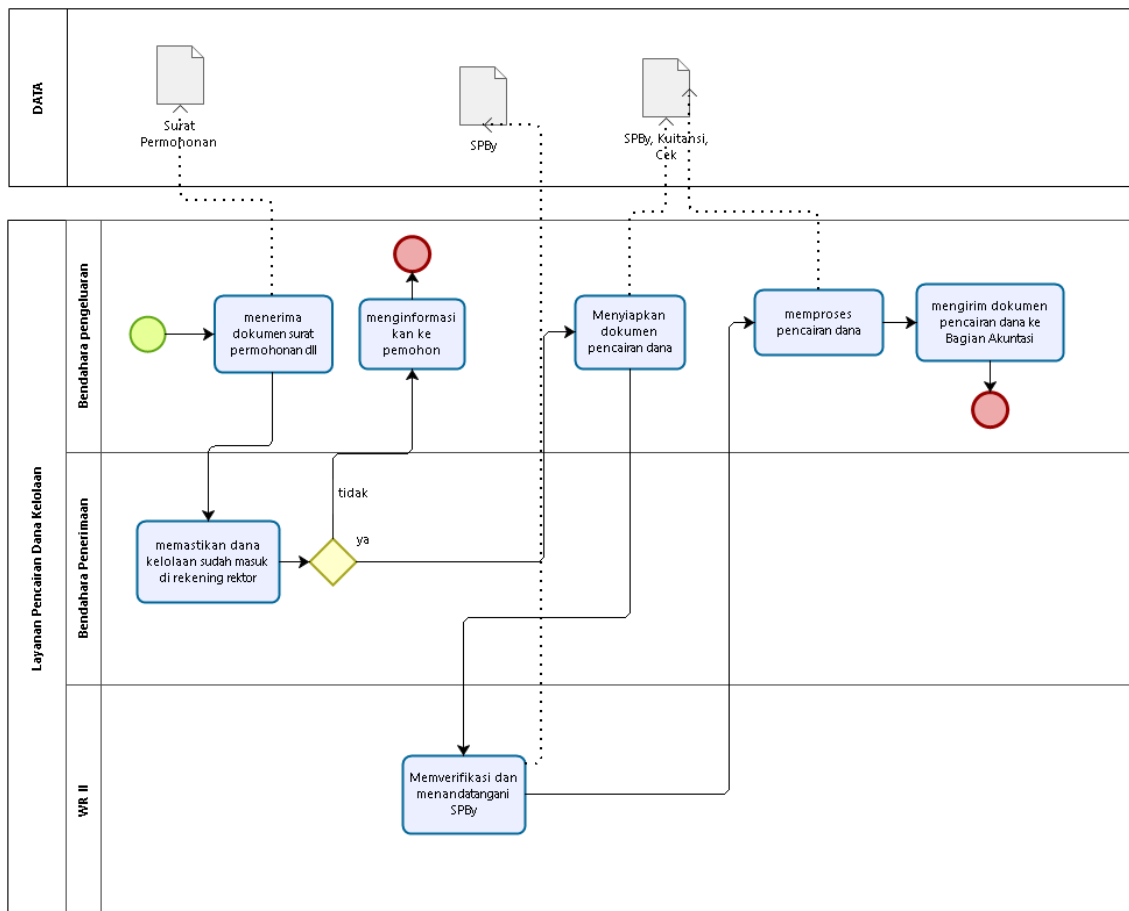 DATA
Surat
Permohonan
SPBy
SPBy, Kuitansi,
Cek
Layanan Pencairan Dana Kelolaan
Bendahara pengeluaran
menerima
dokumen surat
permohonan dll
menginformasi
kan ke
pemohon
Menyiapkan
dokumen
pencairan dana
memproses
pencairan dana
mengirim dokumen
pencairan dana ke
Bagian Akuntasi
Bendahara Penerimaan
memastikan dana
kelolaan sudah masuk
di rekening rektor
tidak
ya
WR II
Memverifikasi dan
menandatangani
SPBy